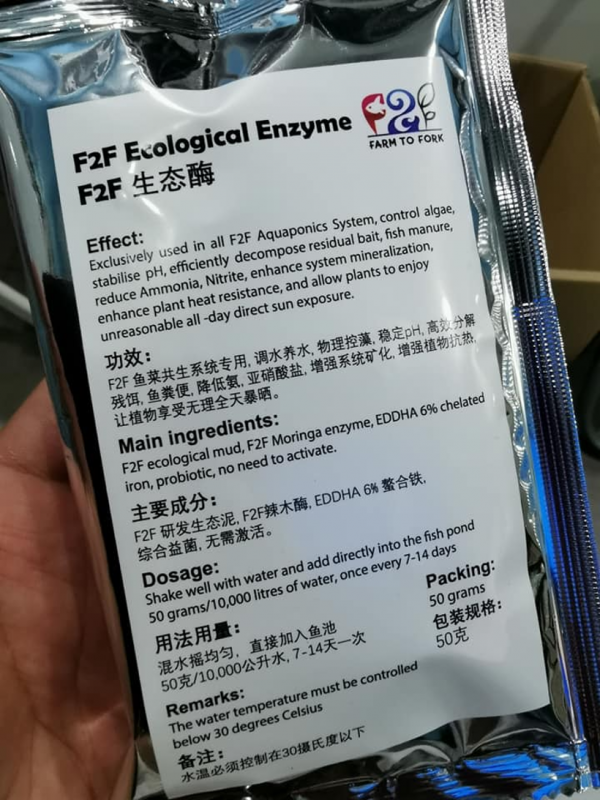 F2F Ecological Enzyme
F2F 生态酶
F2F
FARM TO FORK
Effect:
Exclusively used in all F2F Aquaponics System, control algae,
stabilise pH, efficiently decompose residual bait, fish manure,
reduce Ammonia, Nitrite, enhance system mineralization,
enhance plant heat resistance, and allow plants to enjoy
unreasonable all -day direct sun exposure.
功效：
F2F 鱼菜共生系统专用, 调水养水, 物理控藻, 稳定pH, 高效分解
残饵, 鱼粪便, 降低氨, 亚硝酸盐, 增强系统矿化, 增强植物抗热,
让植物享受无理全天暴晒。
Main ingredients:
F2F ecological mud, F2F Moringa enzyme, EDDHA 6% chelated
iron, probiotic, no need to activate.
主要成分：
F2F 研发生态泥, F2F辣木酶, EDDHA 6% 螯合铁,
综合益菌, 无需激活。
Dosage:
Shake well with water and add directly into the fish pond
50 grams/10,000 litres of water, once every 7-14 days
用法用量：
混水摇均匀，直接加入鱼池
50克/10,000公升水, 7-14天一次
Packing:
50 grams
包装规格：
50克
Remarks:
The water temperature must be controlled
below 30 degrees Celsius
备注：
水温必须控制在30摄氏度以下